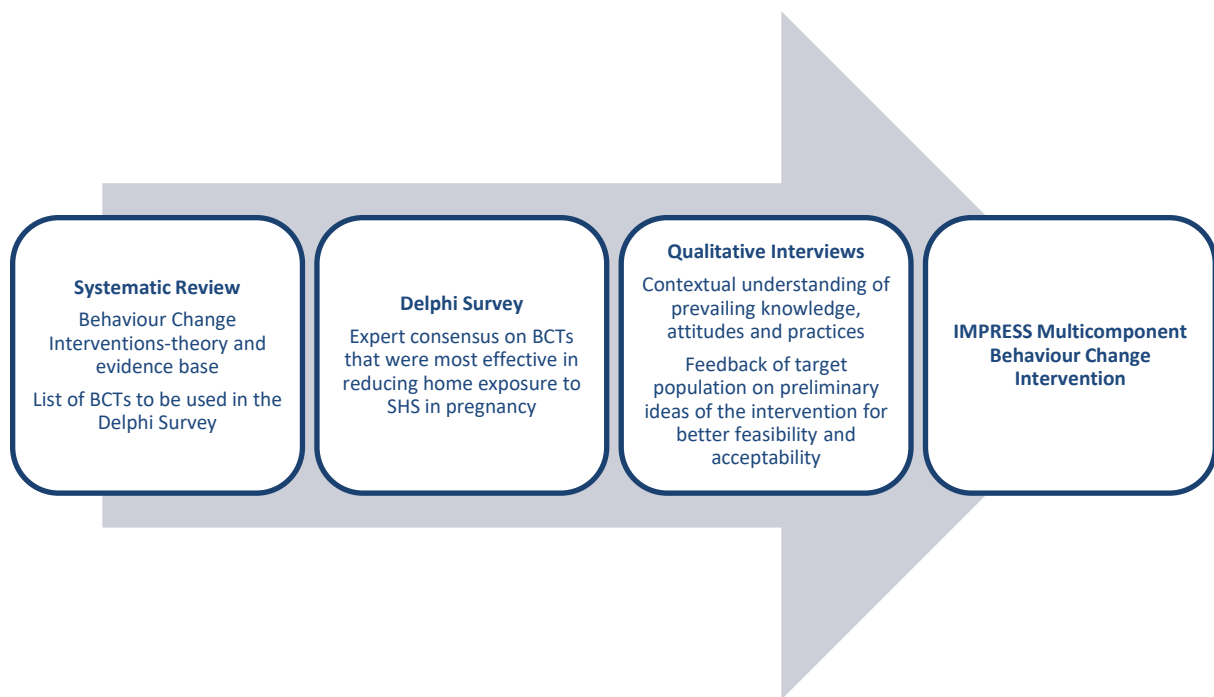 Systematic Review
Behaviour Change
Interventions-theory and
evidence base
List of BCTs to be used in the
Delphi Survey
Delphi Survey
Expert consensus on BCTs
that were most effective in
reducing home exposure to
SHS in pregnancy
Qualitative Interviews
Contextual understanding of
prevailing knowledge,
attitudes and practices
Feedback of target
population on preliminary
ideas of the intervention for
better feasibility and
acceptability
IMPRESS Multicomponent
Behaviour Change
Intervention